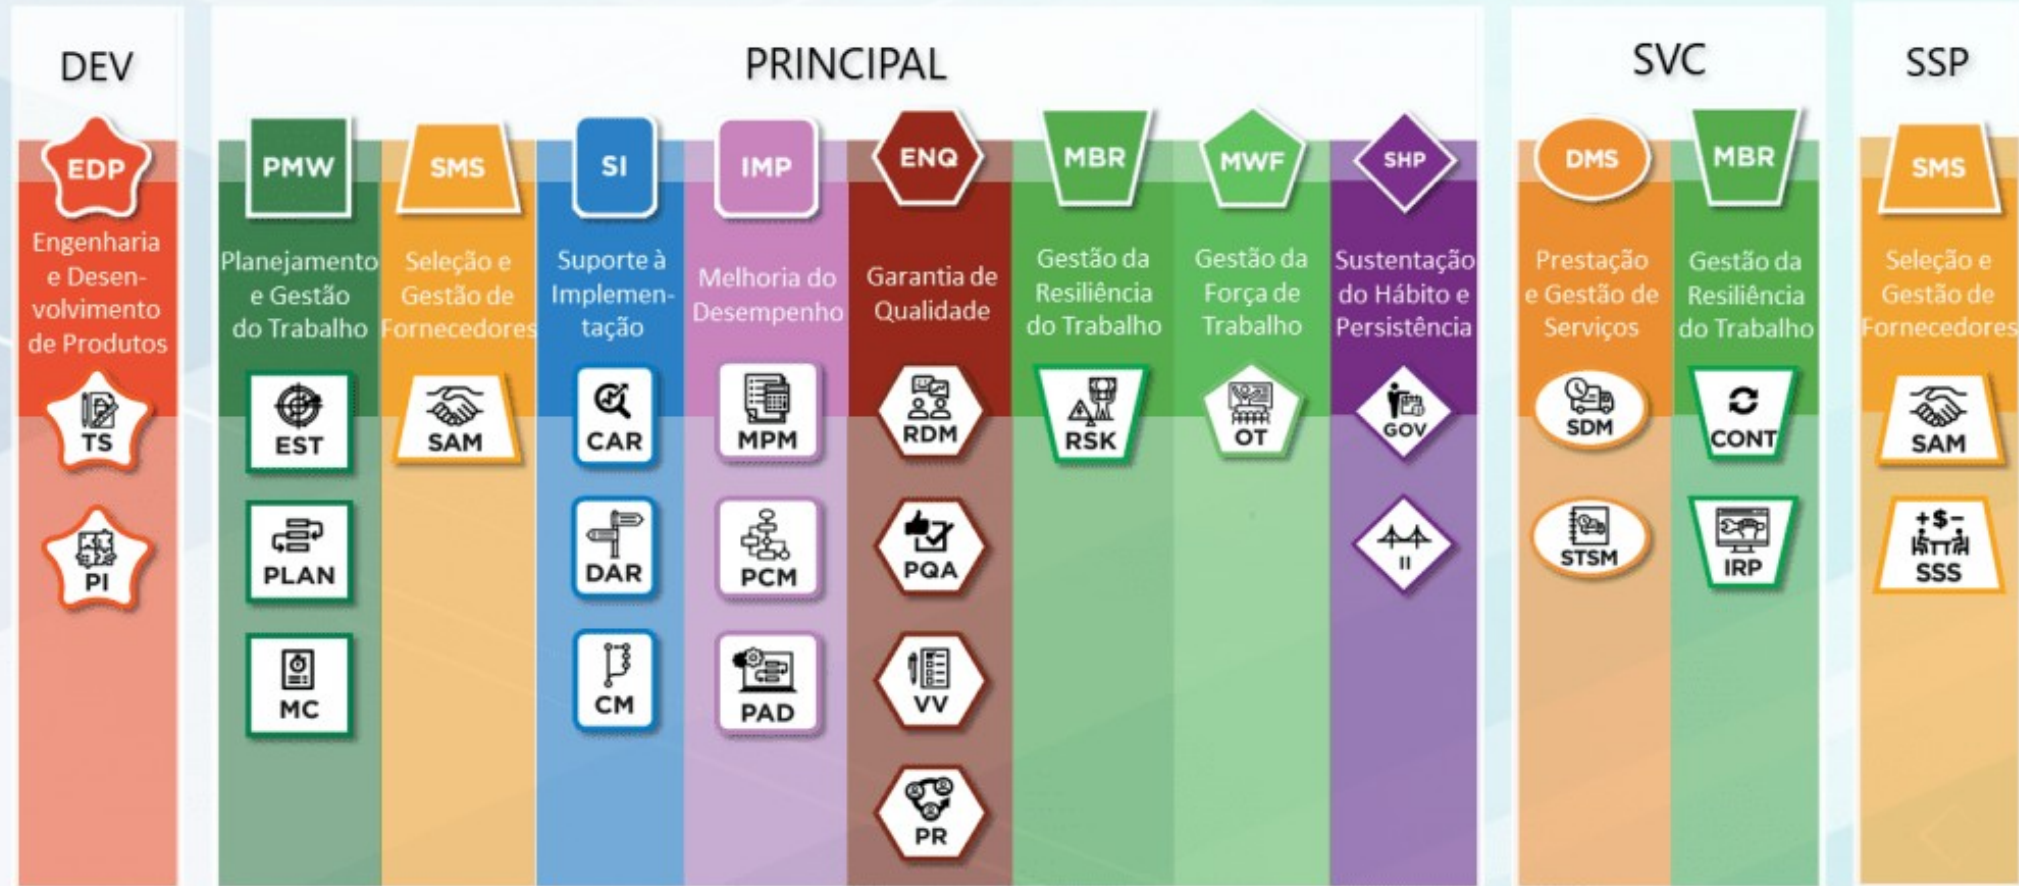 DEV
EDP
Engenharia
e Desen-
volvimento
de Produtos
TS
PI
PRINCIPAL
PMW
Planejamento
e Gestão
do Trabalho
EST
PLAN
MC
SMS
Seleção e
Gestão de
Fornecedores
SAM
SI
Suporte à
Implemen-
tação
CAR
DAR
CM
IMP
Melhoria do
Desempenho
MPM
PCM
PAD
ENQ
Garantia de
Qualidade
RDM
PQA
VV
PR
MBR
Gestão da
Resiliência
do Trabalho
RSK
MWF
Gestão da
Força de
Trabalho
OT
SHP
Sustentação
do Hábito e
Persistência
GOV
II
SVC
DMS
Prestação
e Gestão de
Serviços
SDM
STSM
MBR
Gestão da
Resiliência
do Trabalho
CONT
IRP
SSP
SMS
Seleção e
Gestão de
Fornecedores
SAM
+$-
SSS